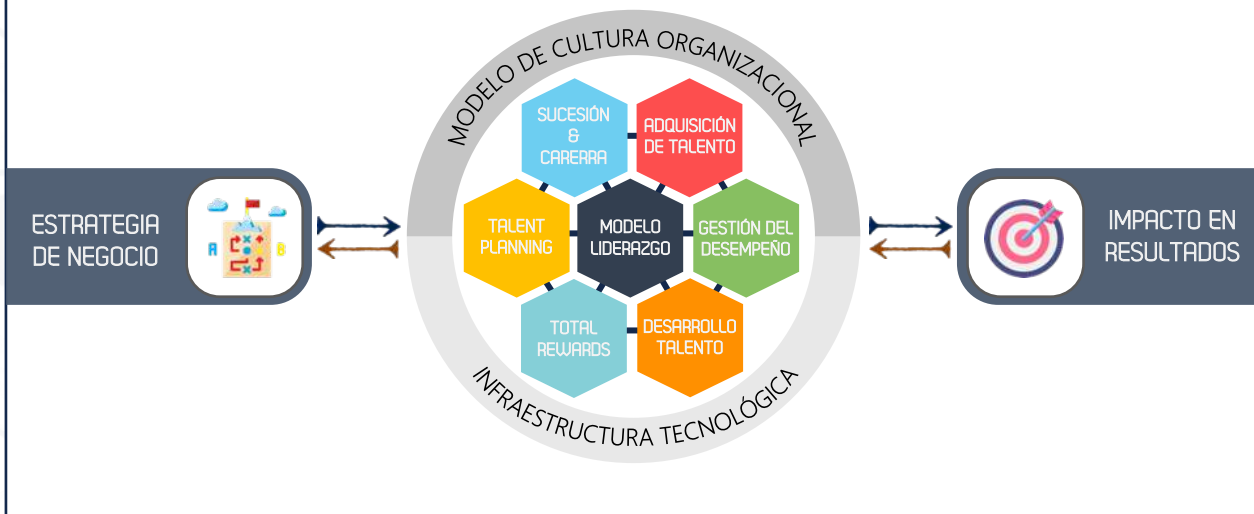 MODELO DE CULTURA ORGANIZACIONAL
SUCESIÓN
&
CARERRA
ADQUISICIÓN
DE TALENTO
ESTRATEGIA
DE NEGOCIO
A
B
TALENT
PLANNING
MODELO
LIDERAZGO
GESTIÓN DEL
DESEMPEÑO
IMPACTO EN
RESULTADOS
TOTAL
REWARDS
DESARROLLO
TALENTO
INFRAESTRUCTURA TECNOLÓGICA